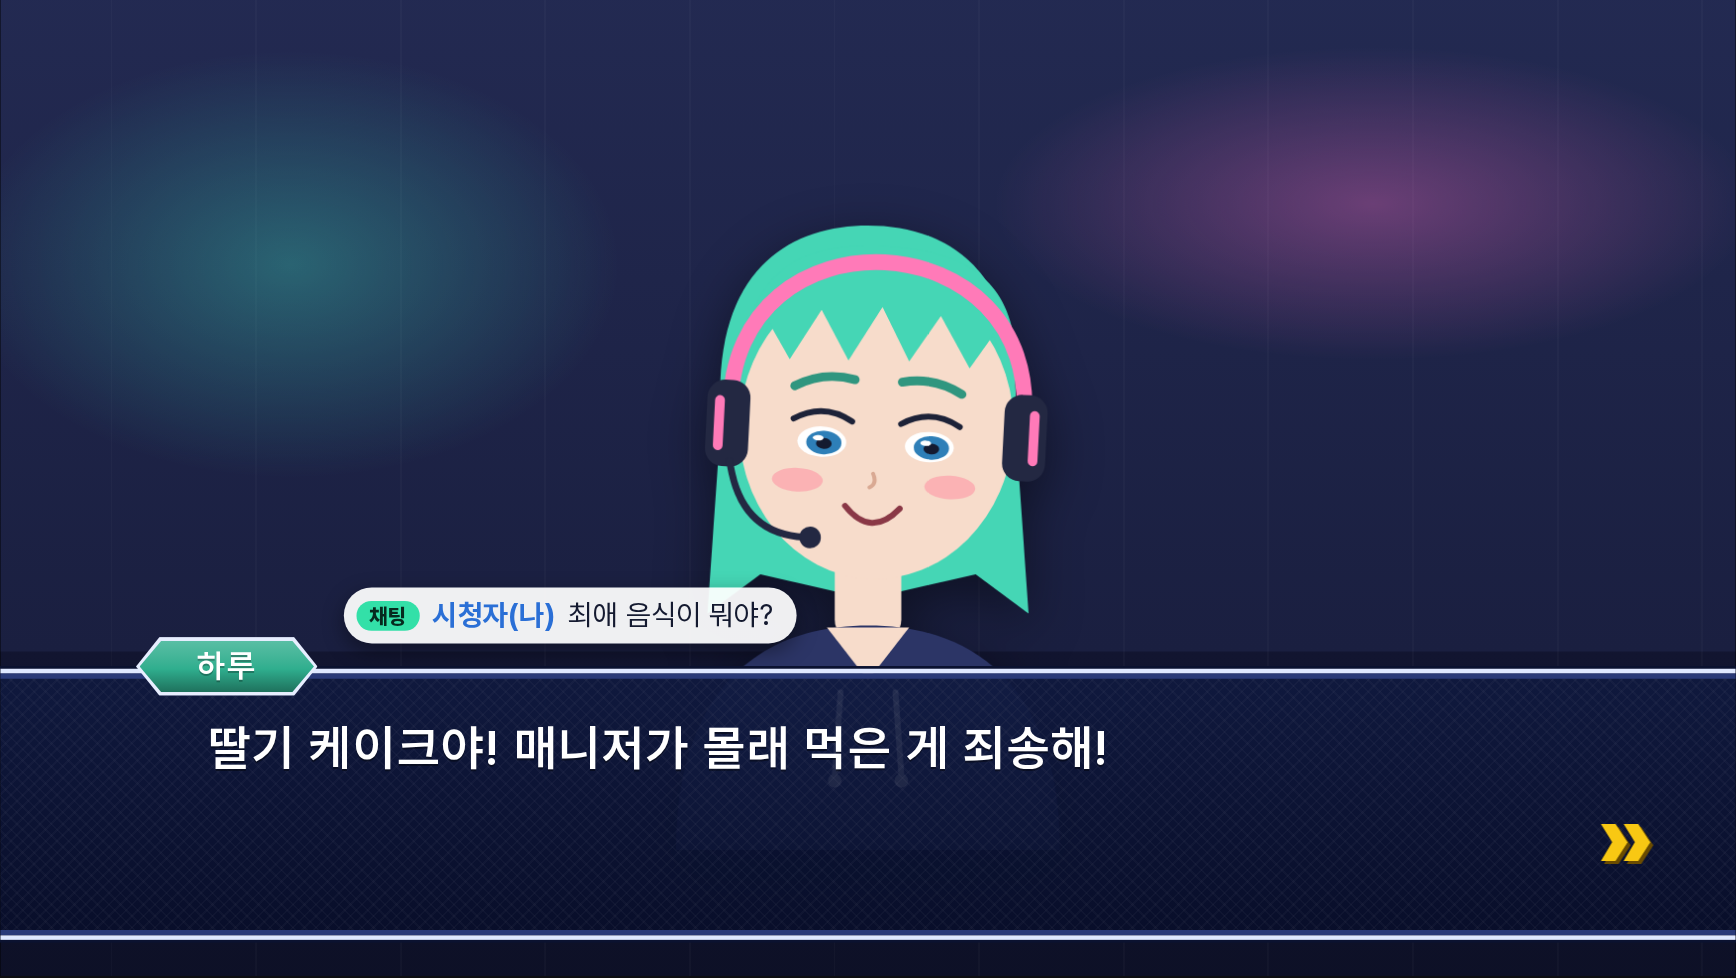 채팅 시청자(나) 최애 음식이 뭐야?
하루
딸기 케이크야! 매니저가 몰래 먹은 게 죄송해!